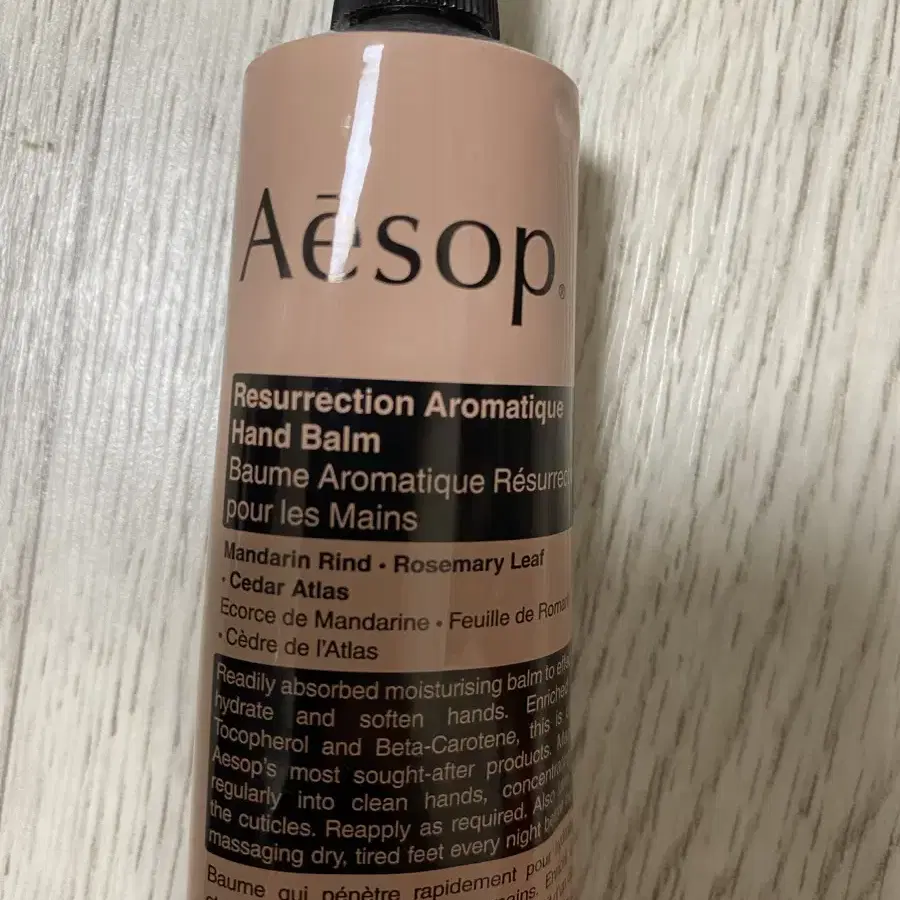 Aēsop®
Resurrection Aromatique
Hand Balm
Baume Aromatique
pour les Mains
Mandarin Rind • Rosemary Leaf
• Cedar Atlas
Ecorce de Mandarine • Feuille de
• Cèdre de l'Atlas
Readily absorbed moisturising balm to
hydrate and soften hands. Enriched
Tocopherol and Beta-Carotene, this is
Aesop's most sought-after products.
regularly into clean hands,
the cuticles. Reapply as required. Also
massaging dry, tired feet every night
Baume qui pénètre rapidement pour